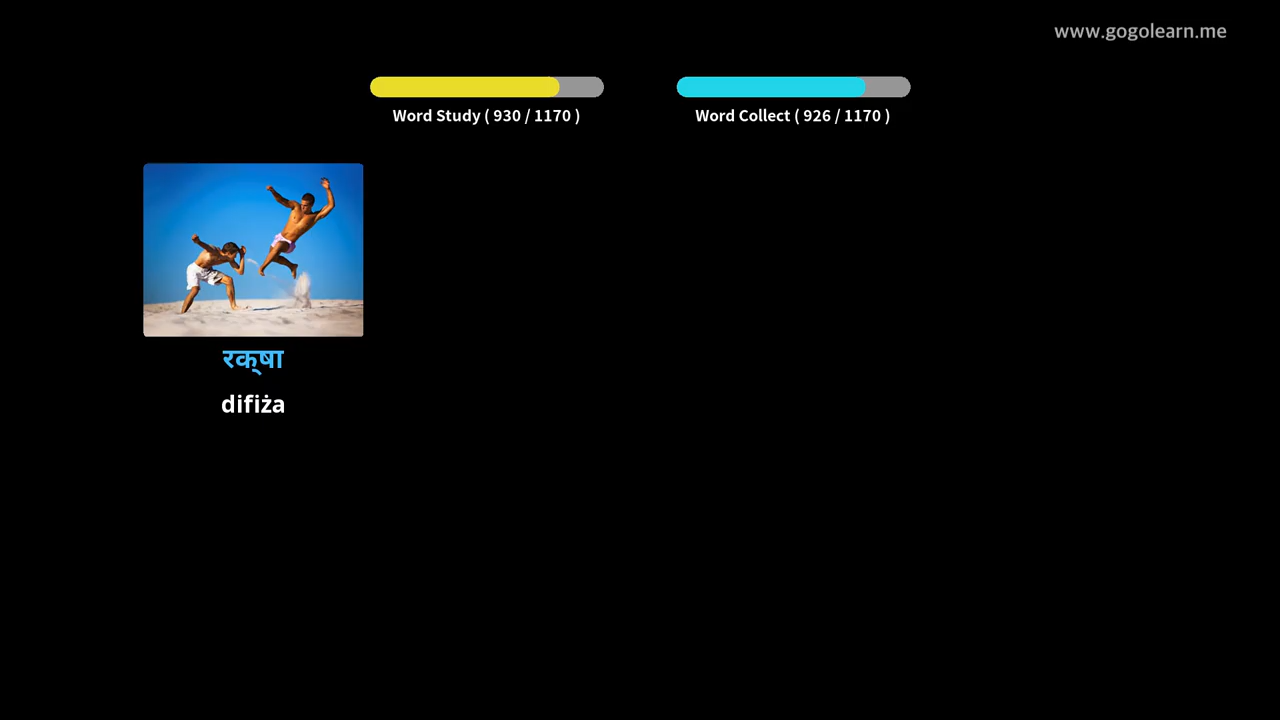 www.gogolearn.me
Word Study ( 930 / 1170 )
Word Collect ( 926 / 1170 )
रक्‌षा
difiża